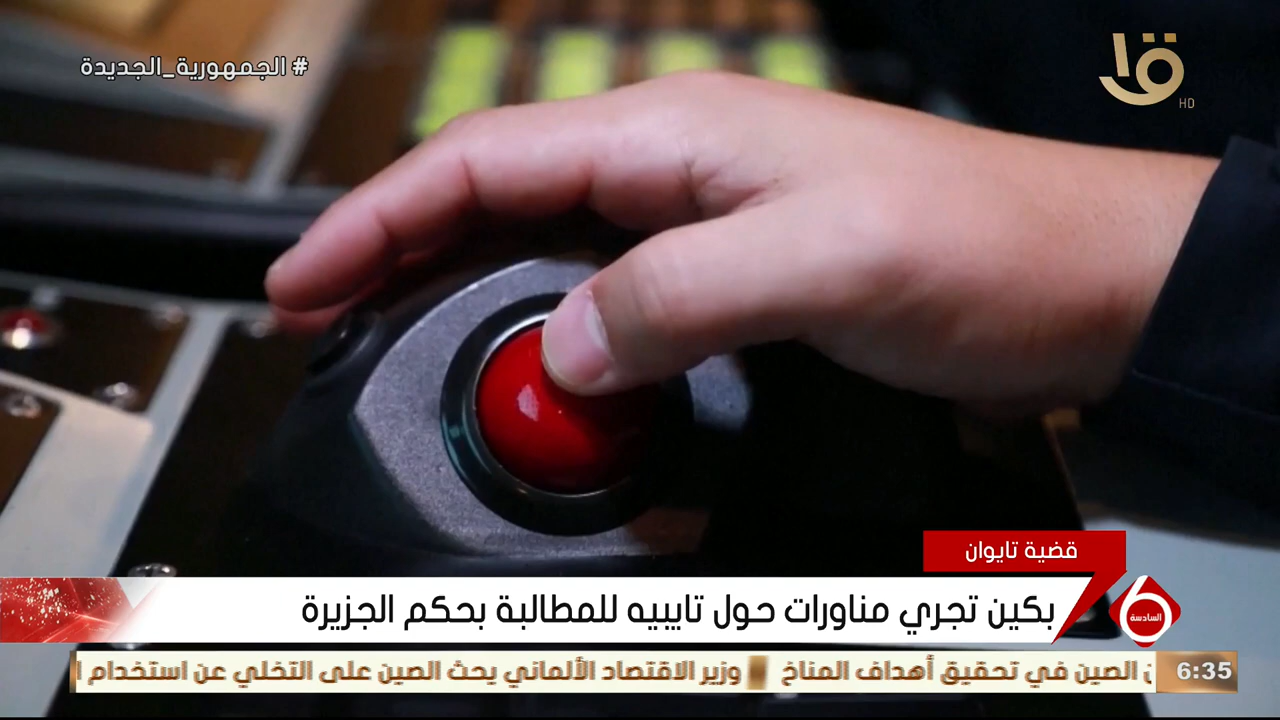 #الجمهورية_الجديدة
HD
قضية تايوان
بكين تجري مناورات حول تايبيه للمطالبة بحكم الجزيرة
السادسة
6:35 الصين في تحقيق أهداف المناخ وزير الاقتصاد الألماني يحث الصين على التخلي عن استخدام